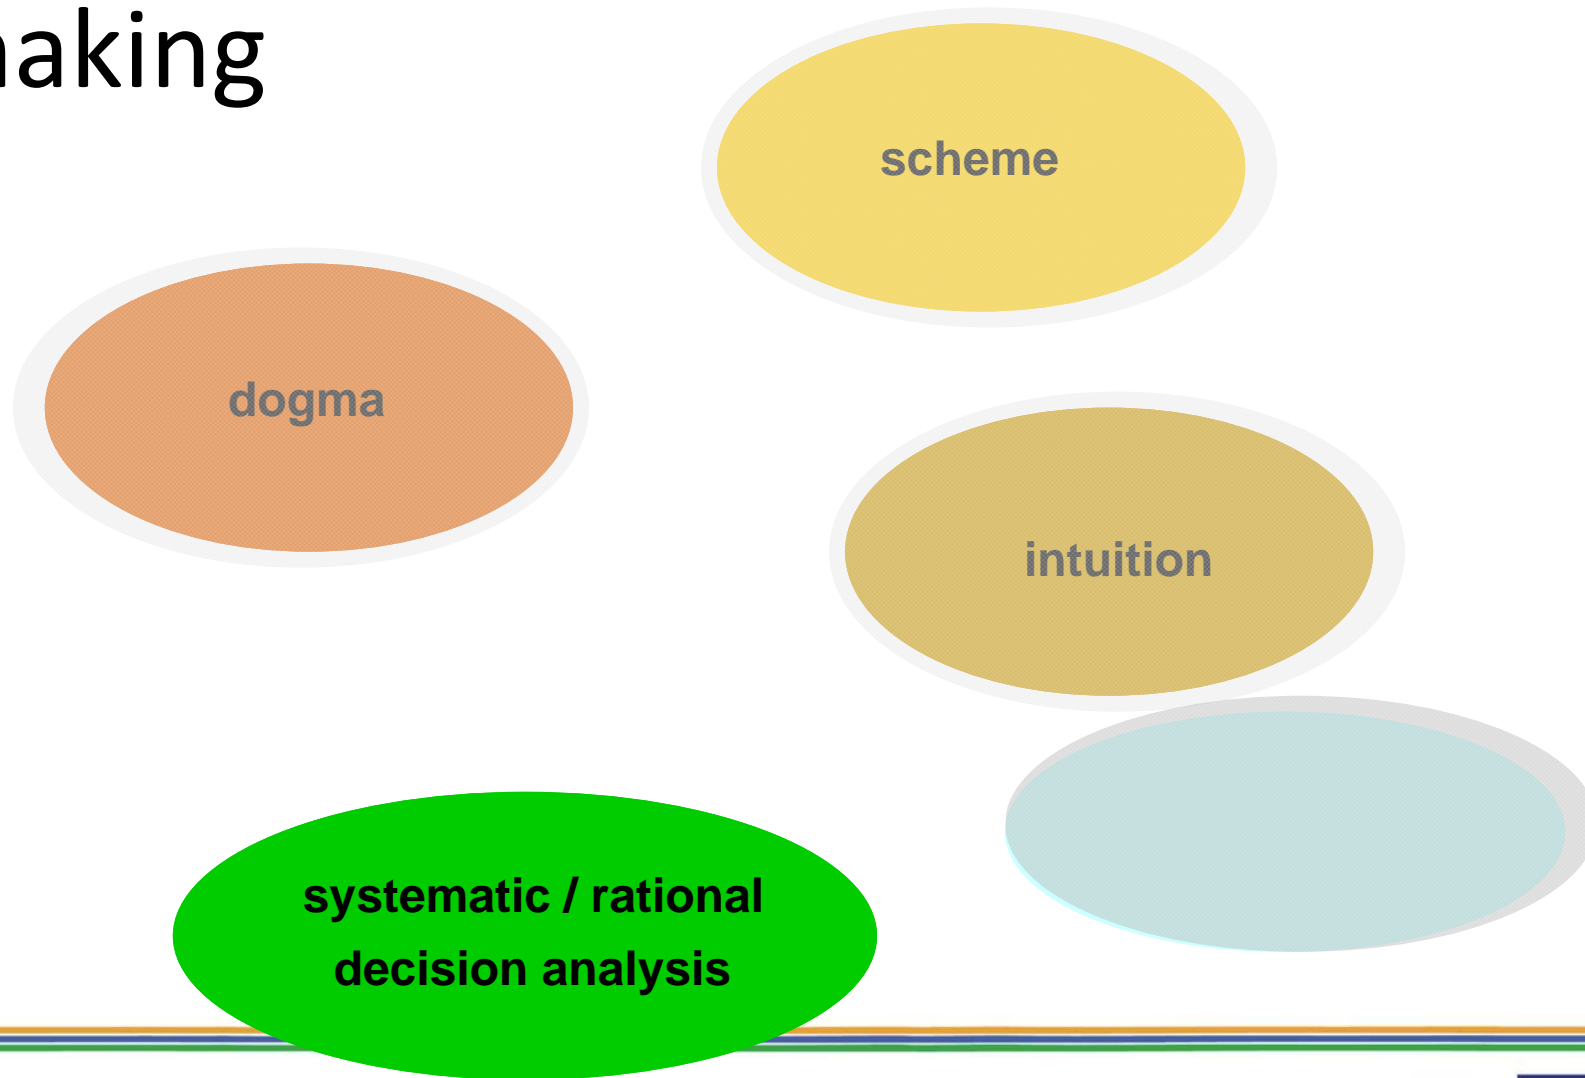 aking
scheme
dogma
intuition
systematic / rational
decision analysis